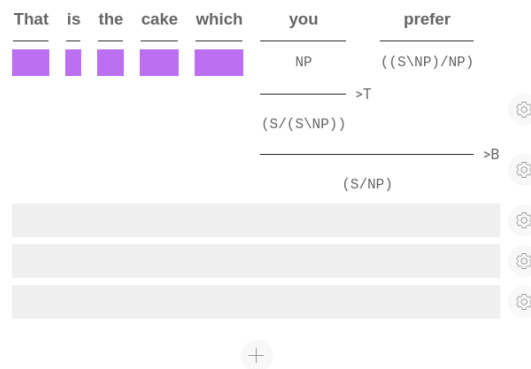 That is the cake which you prefer
NP ((S\NP)/NP)
>T
(S/(S\NP))
>B
(S/NP)